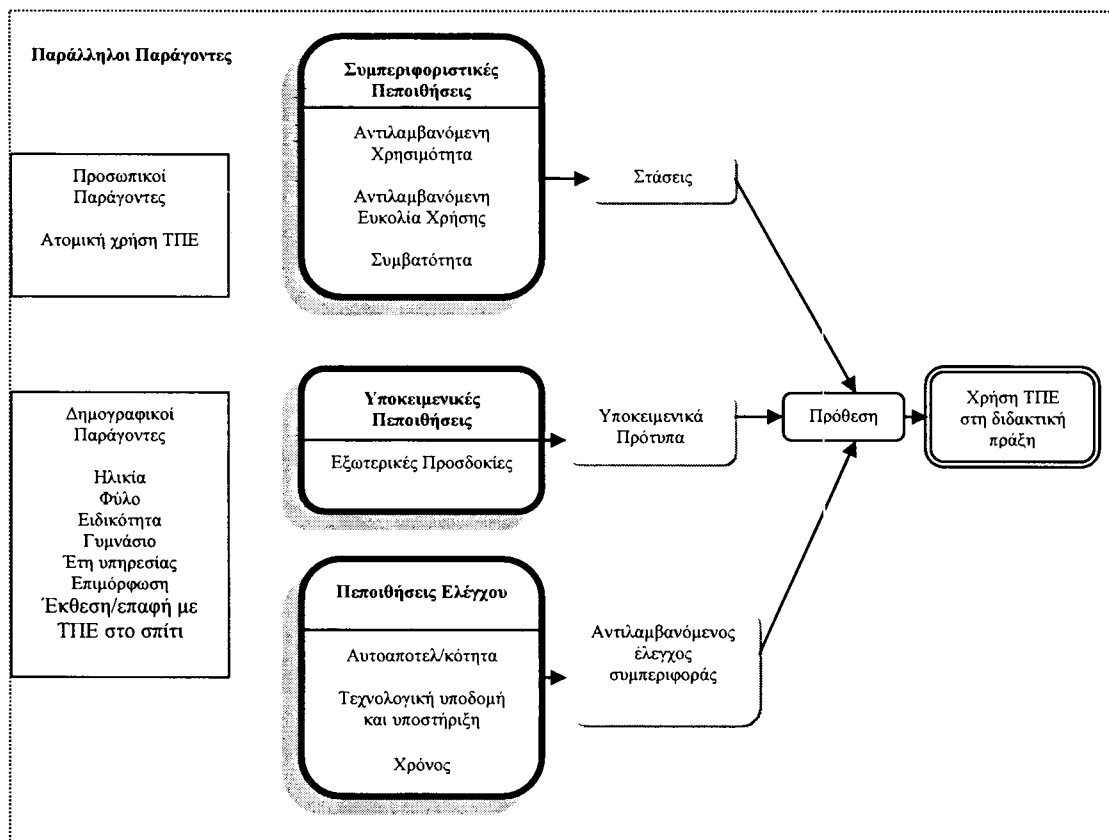 Παράλληλοι Παράγοντες
Προσωπικοί
Παράγοντες
Ατομική χρήση ΤΠΕ
Δημογραφικοί
Παράγοντες
Ηλικία
Φύλο
Ειδικότητα
Γυμνάσιο
Έτη υπηρεσίας
Επιμόρφωση
Έκθεση/επαφή με
ΤΠΕ στο σπίτι
Συμπεριφοριστικές
Πεποιθήσεις
Αντιλαμβανόμενη
Χρησιμότητα
Αντιλαμβανόμενη
Ευκολία Χρήσης
Συμβατότητα
Υποκειμενικές
Πεποιθήσεις
Εξωτερικές Προσδοκίες
Πεποιθήσεις Ελέγχου
Αυτοαποτελ/κότητα
Τεχνολογική υποδομή
και υποστήριξη
Χρόνος
Στάσεις
Υποκειμενικά
Πρότυπα
Αντιλαμβανόμενος
έλεγχος
συμπεριφοράς
Πρόθεση
Χρήση ΤΠΕ
στη διδακτική
πράξη